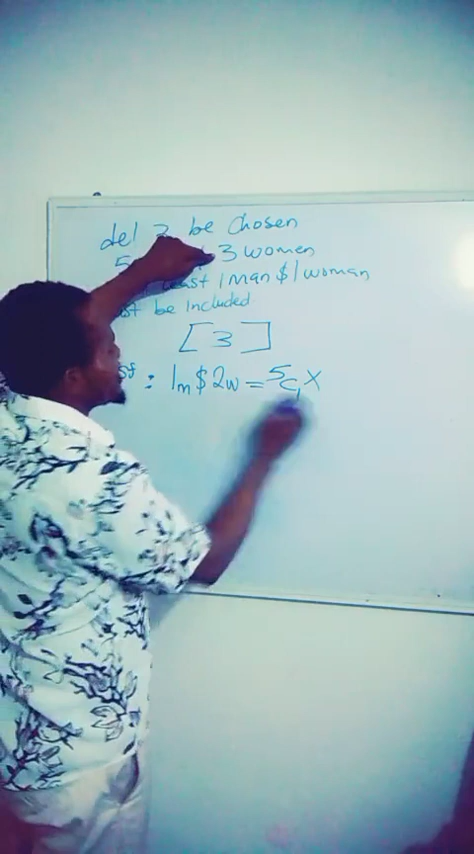 del 3 be Chosen
5 $ 3 women
least 1 man $ 1 woman
be Included
[3]
: 1m $ 2w = ⁵C₁ X